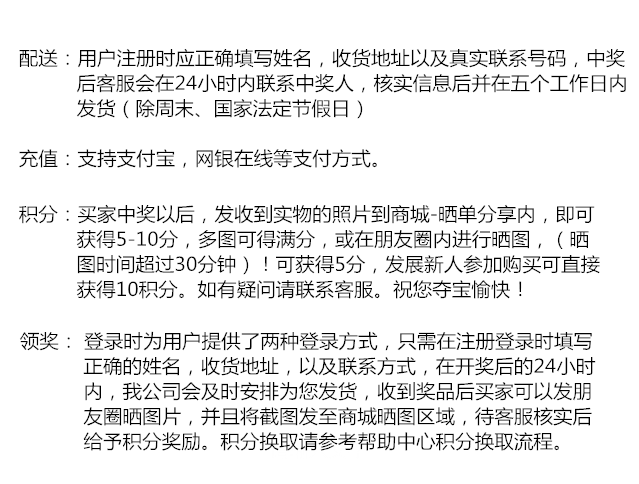 配送：用户注册时应正确填写姓名，收货地址以及真实联系号码，中奖
后客服会在24小时内联系中奖人，核实信息后并在五个工作日内
发货（除周末、国家法定节假日）
充值：支持支付宝，网银在线等支付方式。
积分：买家中奖以后，发收到实物的照片到商城-晒单分享内，即可
获得5-10分，多图可得满分，或在朋友圈内进行晒图，（晒
图时间超过30分钟）！可获得5分，发展新人参加购买可直接
获得10积分。如有疑问请联系客服。祝您夺宝愉快！
领奖： 登录时为用户提供了两种登录方式，只需在注册登录时填写
正确的姓名，收货地址，以及联系方式，在开奖后的24小时
内，我公司会及时安排为您发货，收到奖品后买家可以发朋
友圈晒图片，并且将截图发至商城晒图区域，待客服核实后
给予积分奖励。积分换取请参考帮助中心积分换取流程。